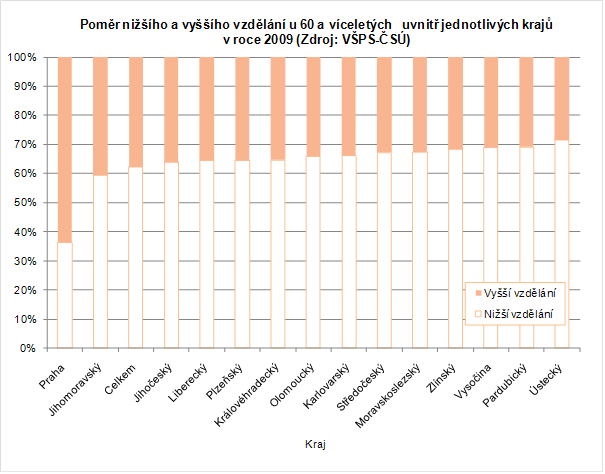 Poměr nižšího a vyššího vzdělání u 60 a víceletých uvnitř jednotlivých krajů
v roce 2009 (Zdroj: VŠPS-ČSÚ)
100%
90%
80%
70%
60%
50%
40%
30%
20%
10%
0%
Vyšší vzdělání
Nižší vzdělání
Praha
Jihomoravský
Celkem
Jihočeský
Liberecký
Plzeňský
Královéhradecký
Olomoucký
Karlovarský
Středočeský
Moravskoslezský
Zlínský
Vysočina
Pardubický
Ústecký
Kraj